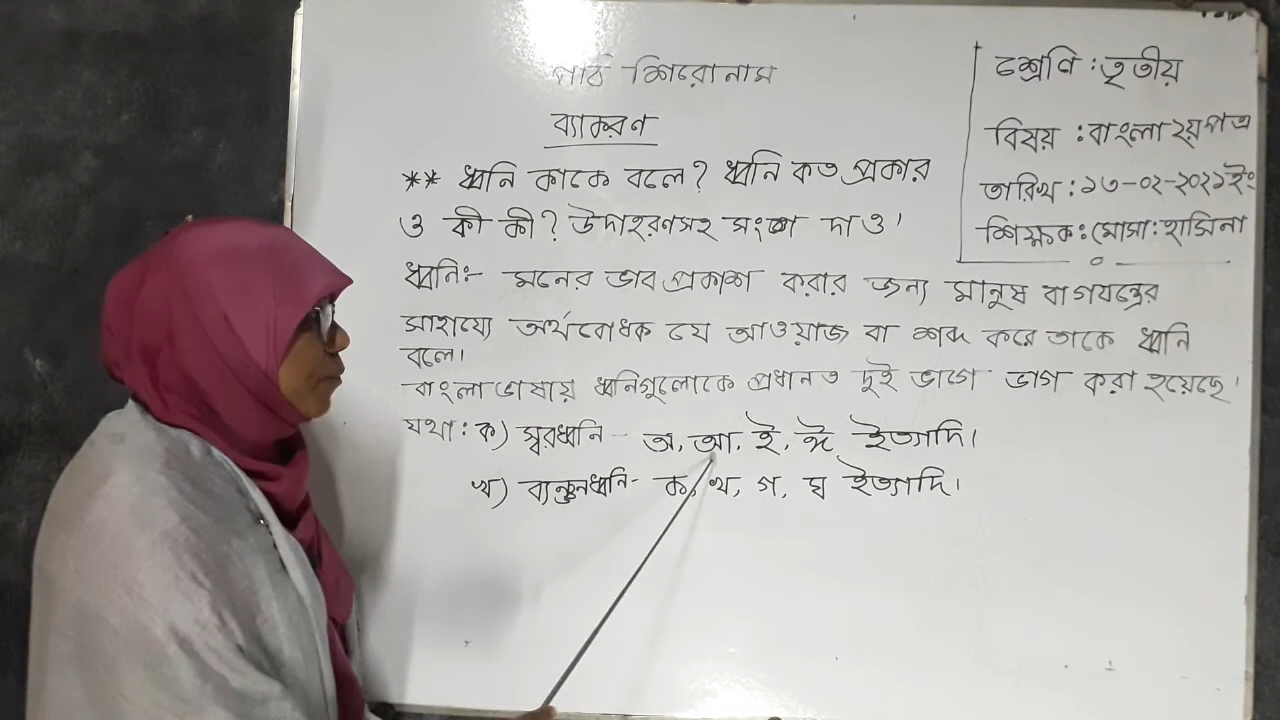 পাঠ শিরোনাম
ব্যাকরণ
** ধ্বনি কাকে বলে? ধ্বনি কত প্রকার
ও কী কী? উদাহরণসহ সংজ্ঞা দাও।
ধ্বনিঃ- মনের ভাব প্রকাশ করার জন্য মানুষ বাগযন্ত্রের
সাহায্যে অর্থবোধক যে আওয়াজ বা শব্দ করে তাকে ধ্বনি
বলে।
বাংলা ভাষায় ধ্বনিগুলোকে প্রধানত দুই ভাগে ভাগ করা হয়েছে।
যথা: ক) স্বরধ্বনি - অ, আ, ই, ঈ ইত্যাদি।
খ) ব্যঞ্জনধ্বনি - ক, খ, গ, ঘ ইত্যাদি।
শ্রেণি : তৃতীয়
বিষয় : বাংলা ২য় পত্র
তারিখ : ১৩-০২-২০২১ইং
শিক্ষক: মোসা: হাসিনা